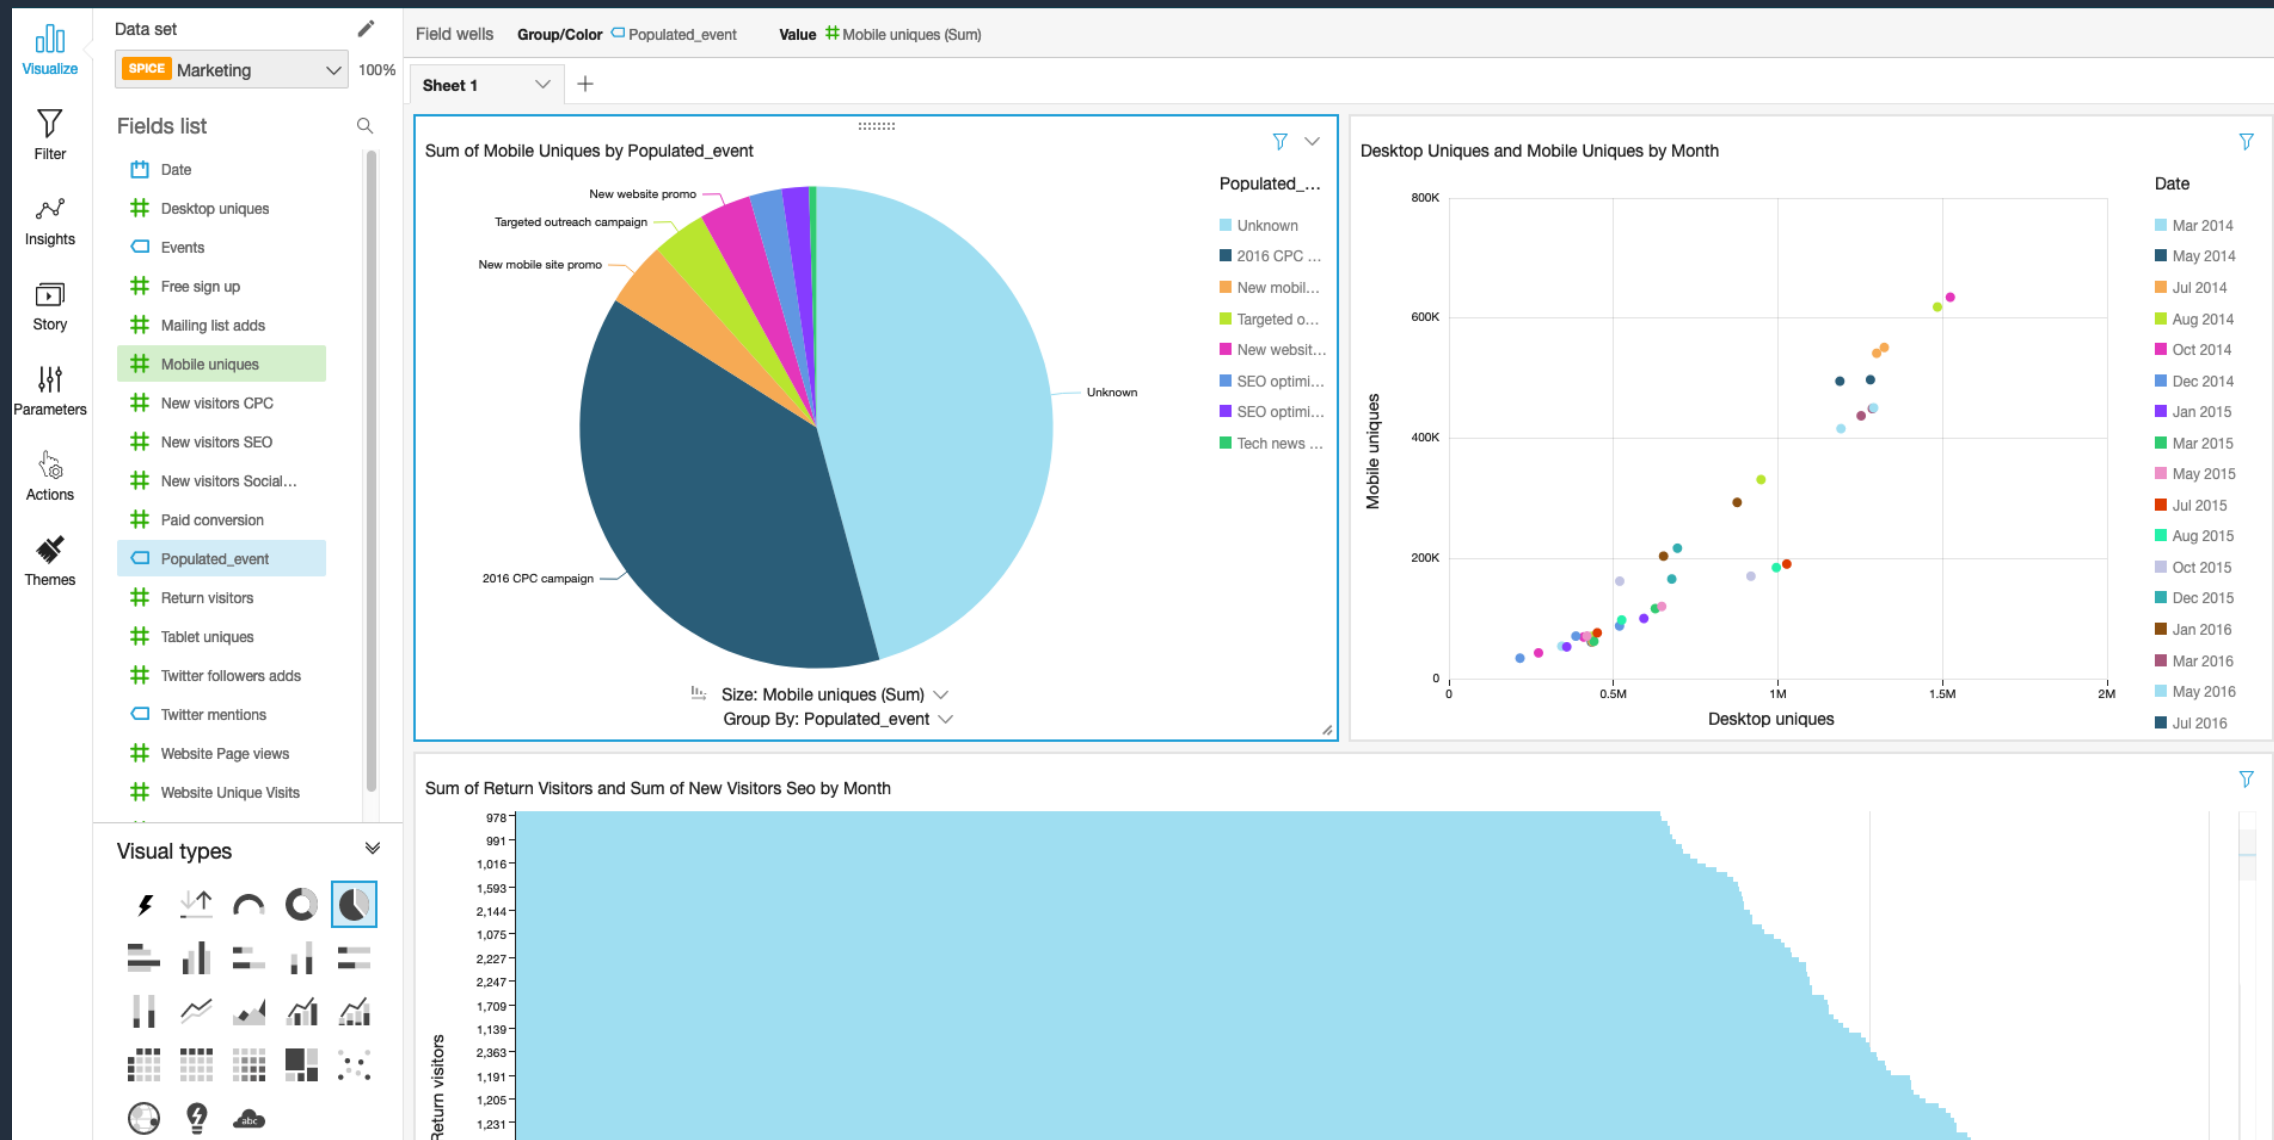 Visualize
Filter
Insights
Story
Parameters
Actions
Themes
Data set
SPICE Marketing
100%
Fields list
Date
Desktop uniques
Events
Free sign up
Mailing list adds
Mobile uniques
New visitors CPC
New visitors SEO
New visitors Social...
Paid conversion
Populated_event
Return visitors
Tablet uniques
Twitter followers adds
Twitter mentions
Website Page views
Website Unique Visits
Visual types
abc
Field wells Group/Color Populated_event Value Mobile uniques (Sum)
Sheet 1
Sum of Mobile Uniques by Populated_event
New website promo
Targeted outreach campaign
New mobile site promo
Unknown
2016 CPC campaign
Populated_...
Unknown
2016 CPC ...
New mobil...
Targeted o...
New websit...
SEO optimi...
SEO optimi...
Tech news ...
Size: Mobile uniques (Sum)
Group By: Populated_event
Desktop Uniques and Mobile Uniques by Month
Mobile uniques
800K
600K
400K
200K
0
0 0.5M 1M 1.5M 2M
Desktop uniques
Date
Mar 2014
May 2014
Jul 2014
Aug 2014
Oct 2014
Dec 2014
Jan 2015
Mar 2015
May 2015
Jul 2015
Aug 2015
Oct 2015
Dec 2015
Jan 2016
Mar 2016
May 2016
Jul 2016
Sum of Return Visitors and Sum of New Visitors Seo by Month
Return visitors
978
991
1,016
1,593
2,144
1,075
2,227
2,247
1,709
1,139
2,363
1,191
1,205
1,231